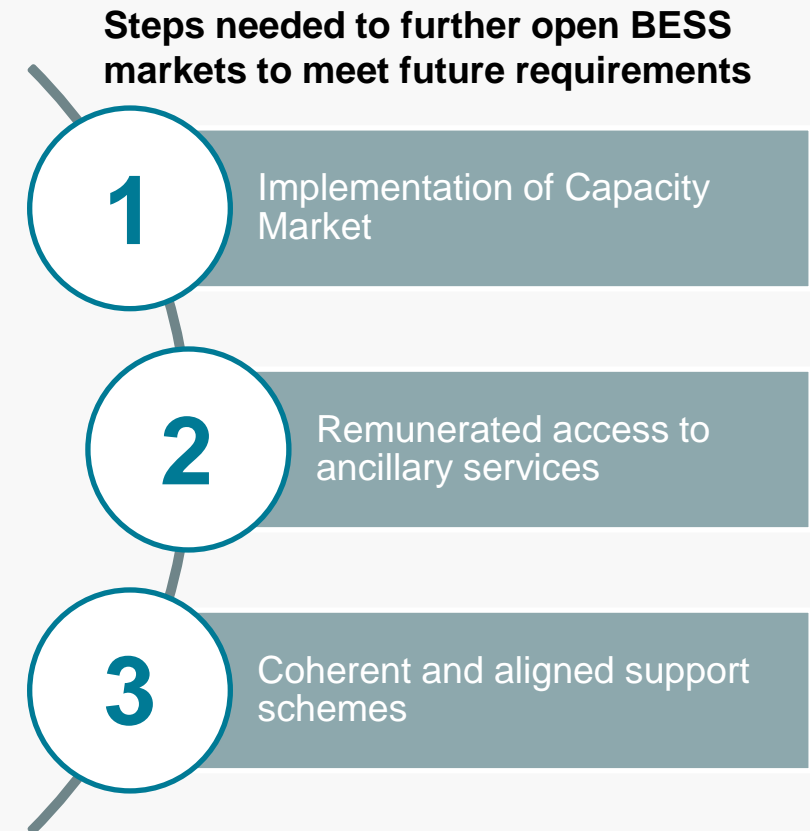 Steps needed to further open BESS
markets to meet future requirements
1
Implementation of Capacity
Market
2
Remunerated access to
ancillary services
3
Coherent and aligned support
schemes